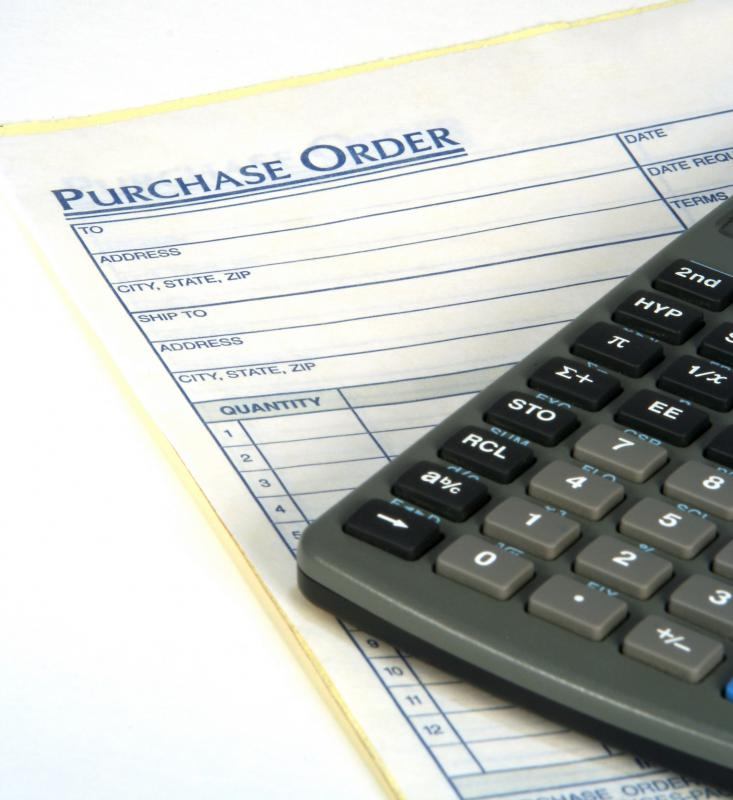 PURCHASE ORDER
DATE
TO
DATE REQU
ADDRESS
TERMS
CITY, STATE, ZIP
SHIP TO
ADDRESS
CITY, STATE, ZIP
QUANTITY
1
2
3
4
5
9
10
11
12
PURCHASE ORDER
2nd
HYP
π
1/x
Σ+
EE
STO
7
8
RCL
4
5
a b/c
1
2
3
→
0
.
+/−